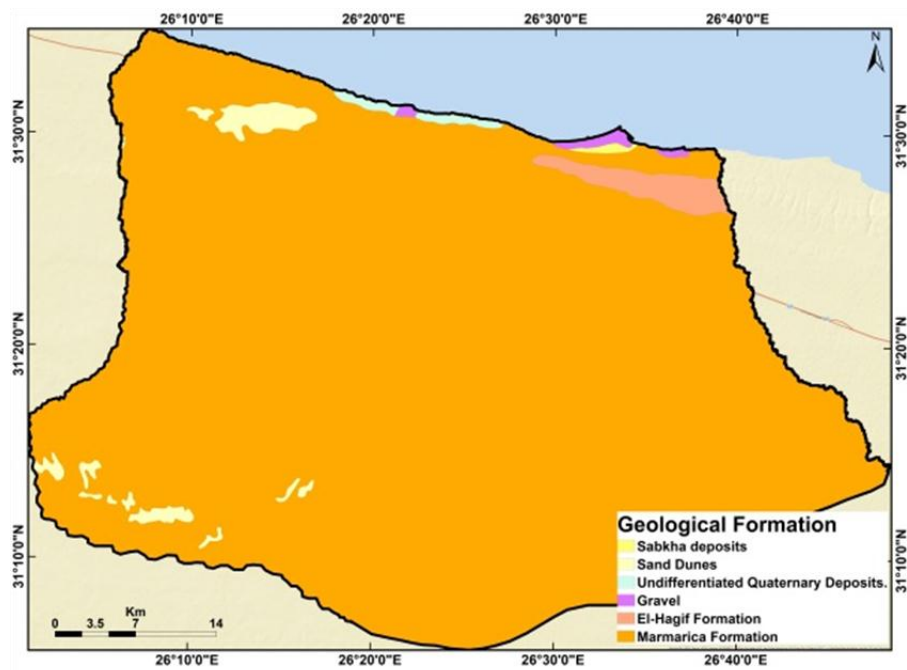 26°10'0"E 26°20'0"E 26°30'0"E 26°40'0"E
N
31°30'0"N 31°30'0"N
31°20'0"N 31°20'0"N
31°10'0"N 31°10'0"N
Geological Formation
Sabkha deposits
Sand Dunes
Undifferentiated Quaternary Deposits.
Gravel
El-Hagif Formation
Marmarica Formation
Km
0 3.5 7 14
26°10'0"E 26°20'0"E 26°30'0"E 26°40'0"E